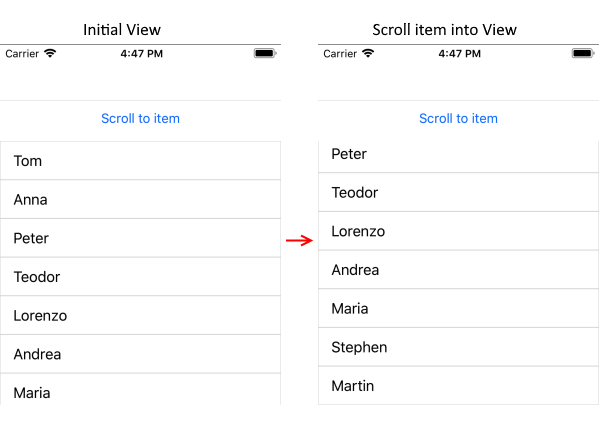 Initial View
Carrier 4:47 PM
Scroll to item
Tom
Anna
Peter
Teodor
Lorenzo
Andrea
Maria
Scroll item into View
Carrier 4:47 PM
Scroll to item
Peter
Teodor
Lorenzo
Andrea
Maria
Stephen
Martin